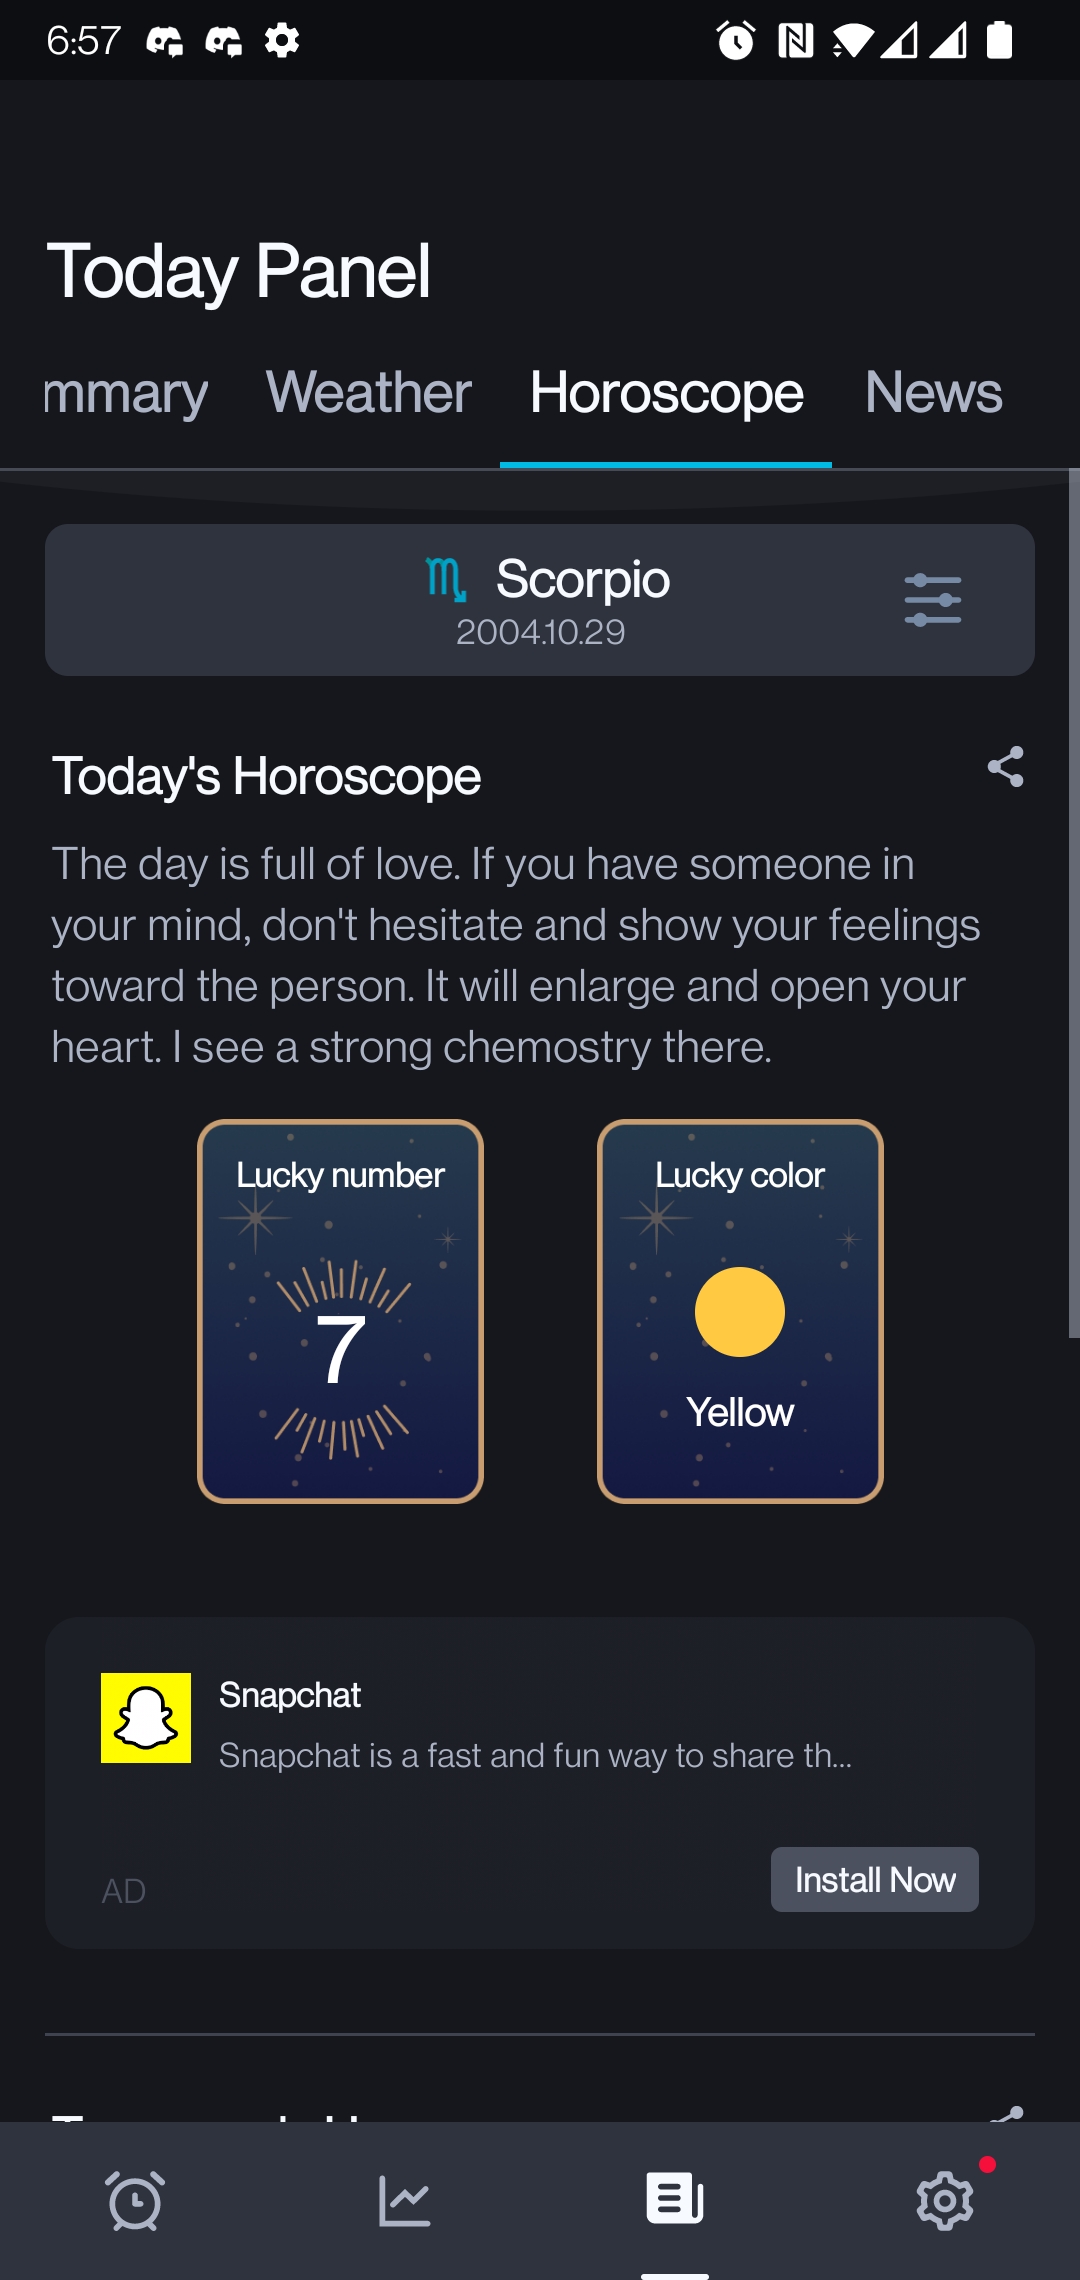 6:57
Today Panel
mmary Weather Horoscope News
Scorpio
2004.10.29
Today's Horoscope
The day is full of love. If you have someone in
your mind, don't hesitate and show your feelings
toward the person. It will enlarge and open your
heart. I see a strong chemostry there.
Lucky number Lucky color
7
Yellow
Snapchat
Snapchat is a fast and fun way to share th...
AD
Install Now